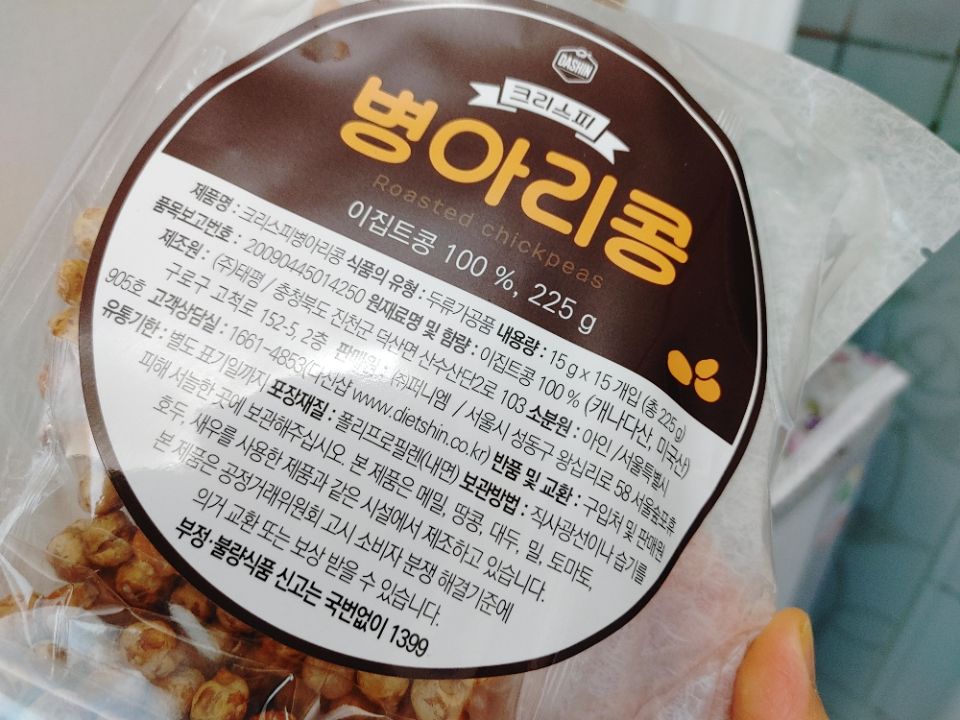 DASHIN
크리스피
병아리콩
Roasted chickpeas
이집트콩 100 %, 225 g
제품명 : 크리스피병아리콩 식품의 유형 : 두류가공품 내용량 : 15 g x 15 개입 (총 225 g)
품목보고번호 : 2009044501425​0 원재료명 및 함량 : 이집트콩 100 % (캐나다산, 미국산)
제조원 : (주)태평 / 충청북도 진천군 덕산면 산수산단2로 103 소분원 : 아인 /서울특별시
구로구 고척로 152-5 2층 판매원 : (주)퍼니엠 / 서울시 성동구 왕십리로 58 서울숲포휴
905호 고객상담실 : 1661-4853(다신샵 www.dietshin.co.kr) 반품 및 교환 : 구입처 및 판매원
유통기한 : 별도 표기일까지 포장재질 : 폴리프로필렌(내면) 보관방법 : 직사광선이나 습기를
피해 서늘한 곳에 보관해주십시오. 본 제품은 메밀, 땅콩, 대두, 밀, 토마토,
호두, 새우를 사용한 제품과 같은 시설에서 제조하고 있습니다.
본 제품은 공정거래위원회 고시 소비자 분쟁 해결기준에
의거 교환 또는 보상 받을 수 있습니다.
부정·불량식품 신고는 국번없이 1399